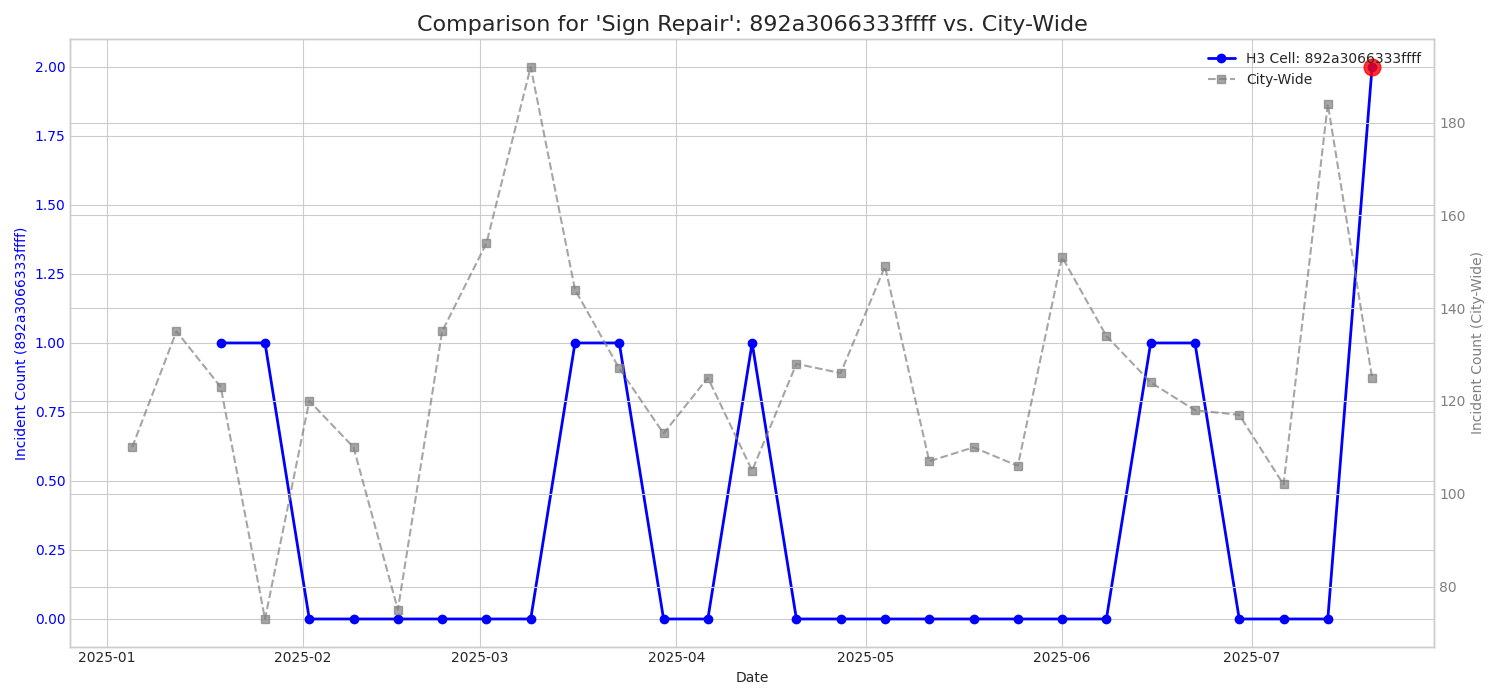 Comparison for 'Sign Repair': 892a3066333ffff vs. City-Wide
H3 Cell: 892a3066333ffff
City-Wide
Incident Count (892a3066333ffff)
2.00
1.75
1.50
1.25
1.00
0.75
0.50
0.25
0.00
180
160
140
120
100
80
Incident Count (City-Wide)
2025-01 2025-02 2025-03 2025-04 2025-05 2025-06 2025-07
Date